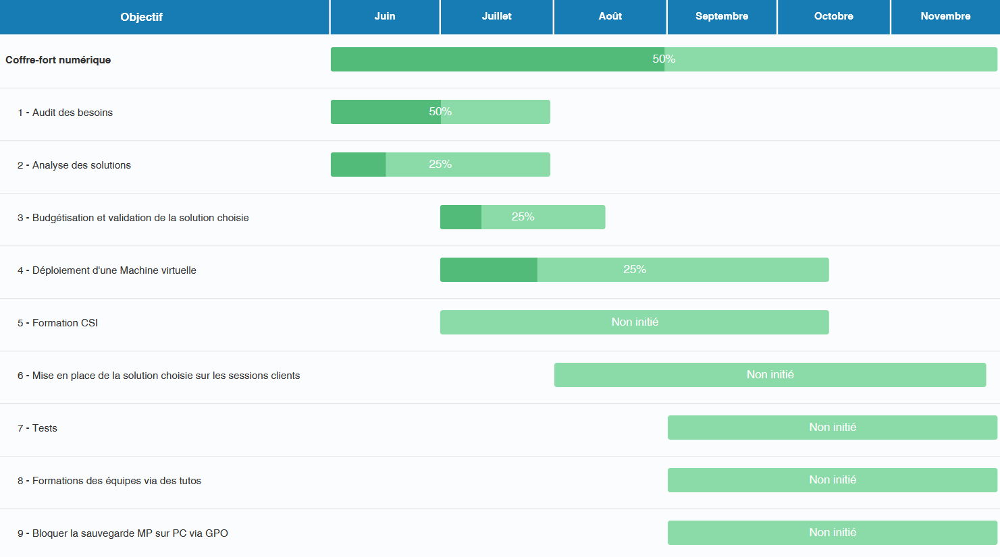 Objectif Juin Juillet Août Septembre Octobre Novembre
Coffre-fort numérique 50%
1 - Audit des besoins 50%
2 - Analyse des solutions 25%
3 - Budgétisation et validation de la solution choisie 25%
4 - Déploiement d'une Machine virtuelle 25%
5 - Formation CSI Non initié
6 - Mise en place de la solution choisie sur les sessions clients Non initié
7 - Tests Non initié
8 - Formations des équipes via des tutos Non initié
9 - Bloquer la sauvegarde MP sur PC via GPO Non initié